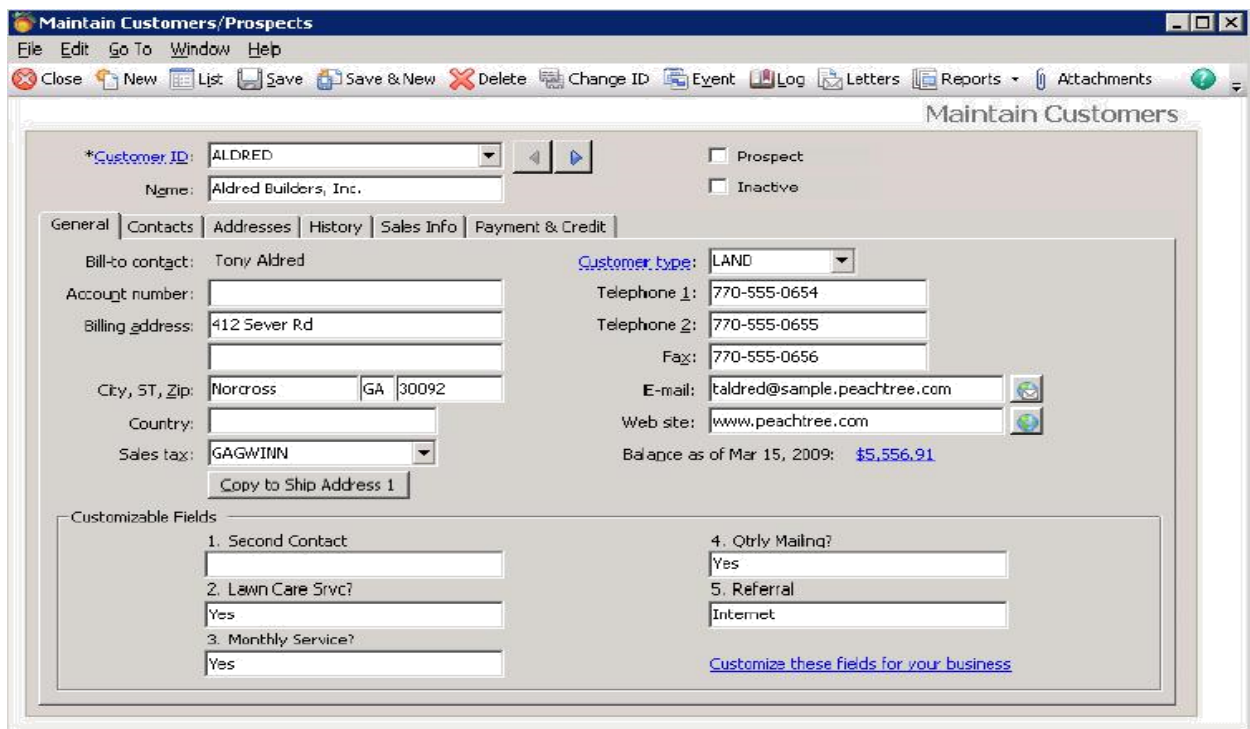 Maintain Customers/Prospects
File Edit Go To Window Help
Close New List Save Save & New Delete Change ID Event Log Letters Reports Attachments
Maintain Customers
*Customer ID: ALDRED
Prospect
Name: Aldred Builders, Inc.
Inactive
General Contacts Addresses History Sales Info Payment & Credit
Bill-to contact: Tony Aldred
Customer type: LAND
Account number:
Telephone 1: 770-555-0654
Billing address: 412 Sever Rd
Telephone 2: 770-555-0655
Fax: 770-555-0656
City, ST, Zip: Norcross GA 30092
E-mail: taldred@sample.peachtree.com
Country:
Web site: www.peachtree.com
Sales tax: GAGWINN
Balance as of Mar 15, 2009: $5,556.91
Copy to Ship Address 1
Customizable Fields
1. Second Contact
4. Qtrly Mailing?
Yes
2. Lawn Care Srvc?
5. Referral
Yes
Internet
3. Monthly Service?
Yes
Customize these fields for your business